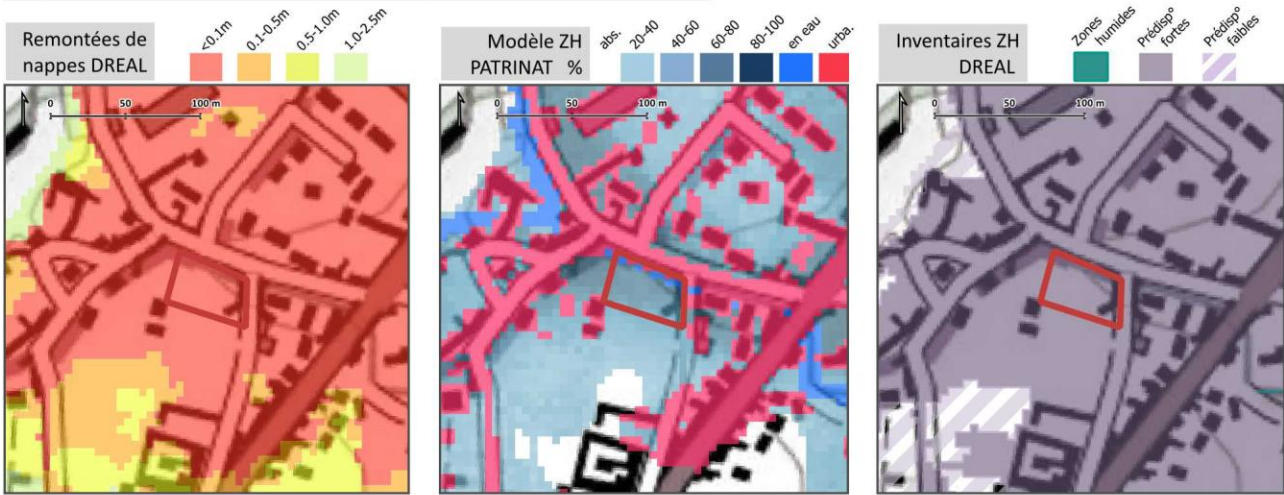 Remontées de
nappes DREAL
<0.1m
0.1-0.5m
0.5-1.0m
1.0-2.5m
0
50
100 m
Modèle ZH
PATRINAT %
abs.
20-40
40-60
60-80
80-100
en eau
urba.
0
50
100 m
Inventaires ZH
DREAL
Zones
humides
Prédisp°
fortes
Prédisp°
faibles
0
50
100 m